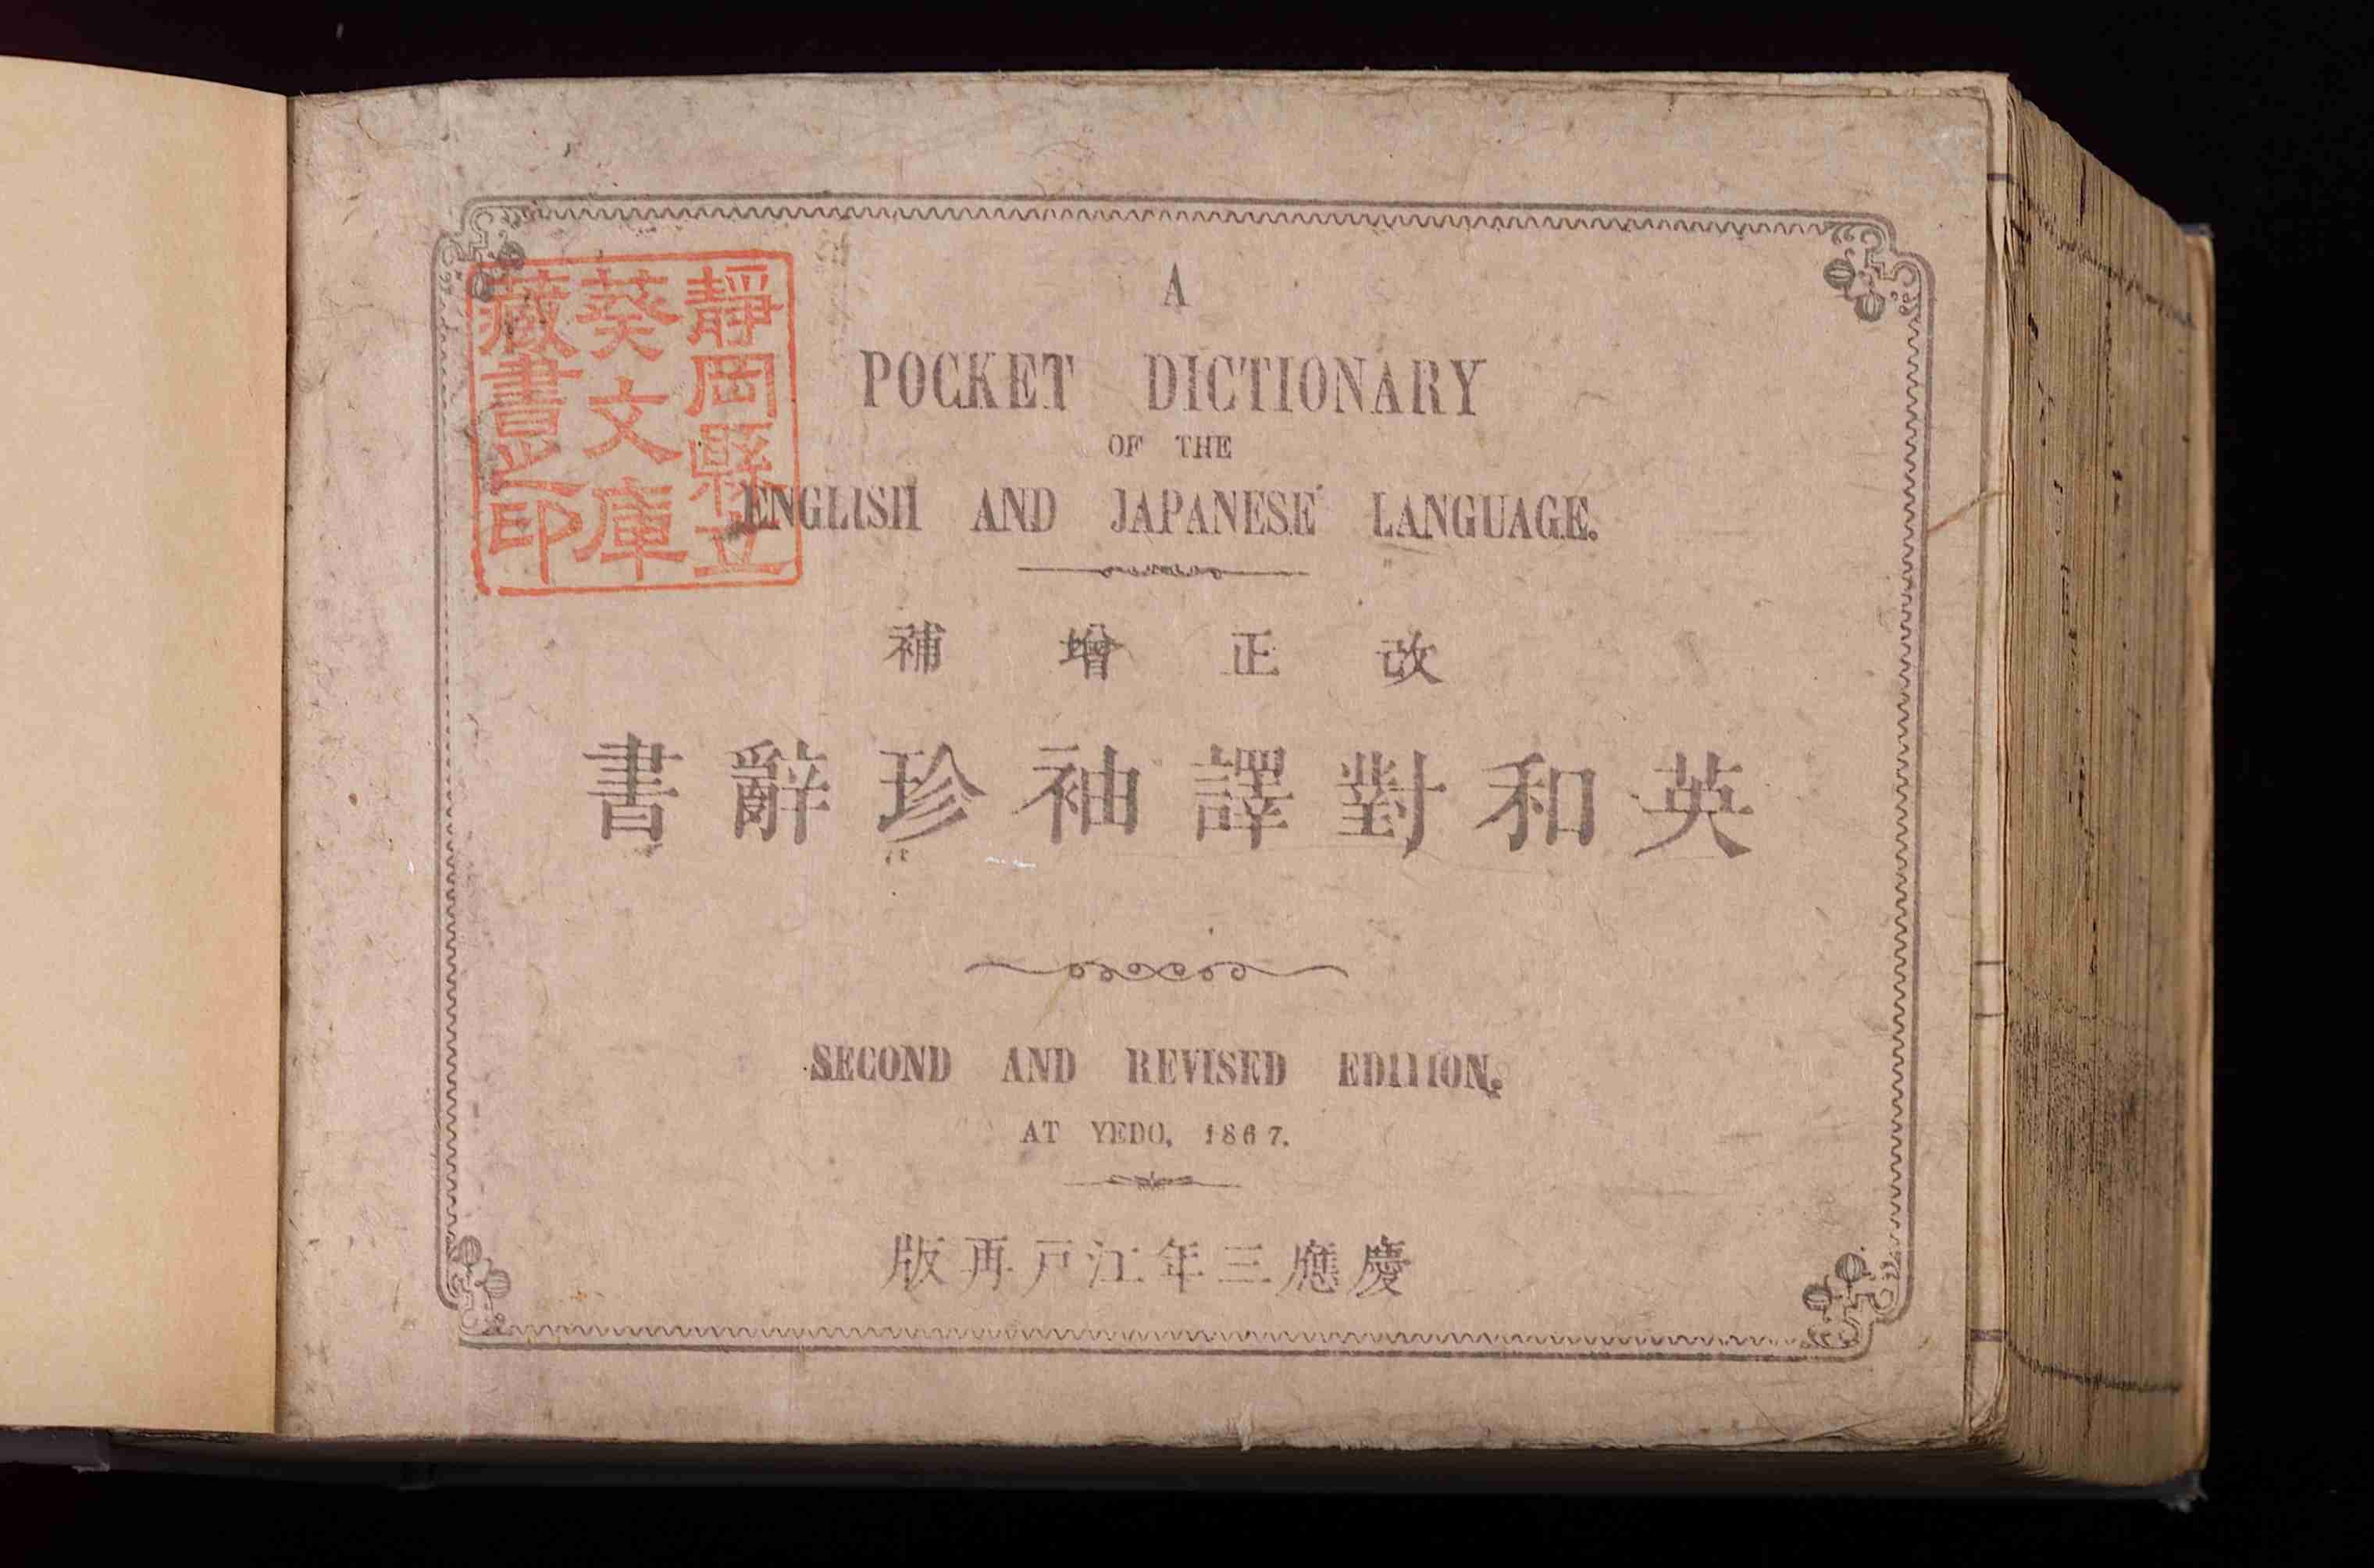 靜岡縣立
葵文庫
藏書之印
A
POCKET DICTIONARY
OF THE
ENGLISH AND JAPANESE LANGUAGE.
改正增補
英和對譯袖珍辭書
SECOND AND REVISED EDITION.
AT YEDO, 1867.
慶應三年江戸再版